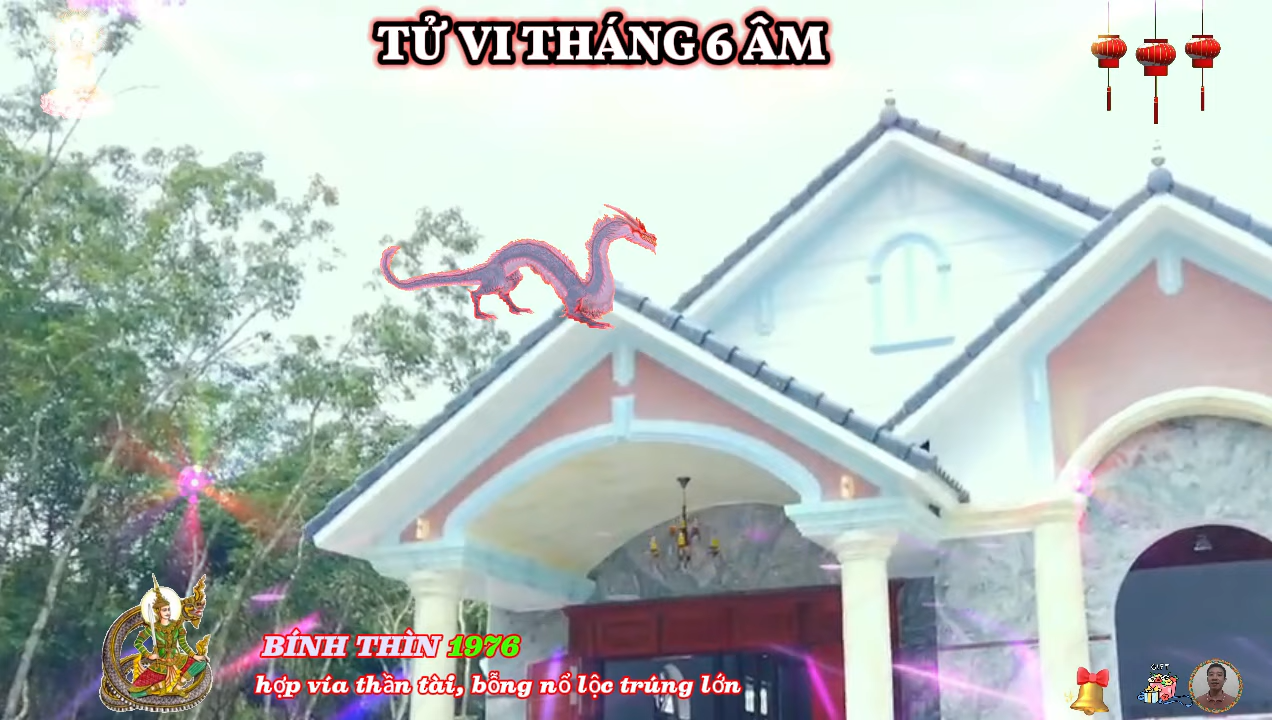 TỬ VI THÁNG 6 ÂM
BÍNH THÌN 1976
hợp vía thần tài, bỗng nổ lộc trúng lớn